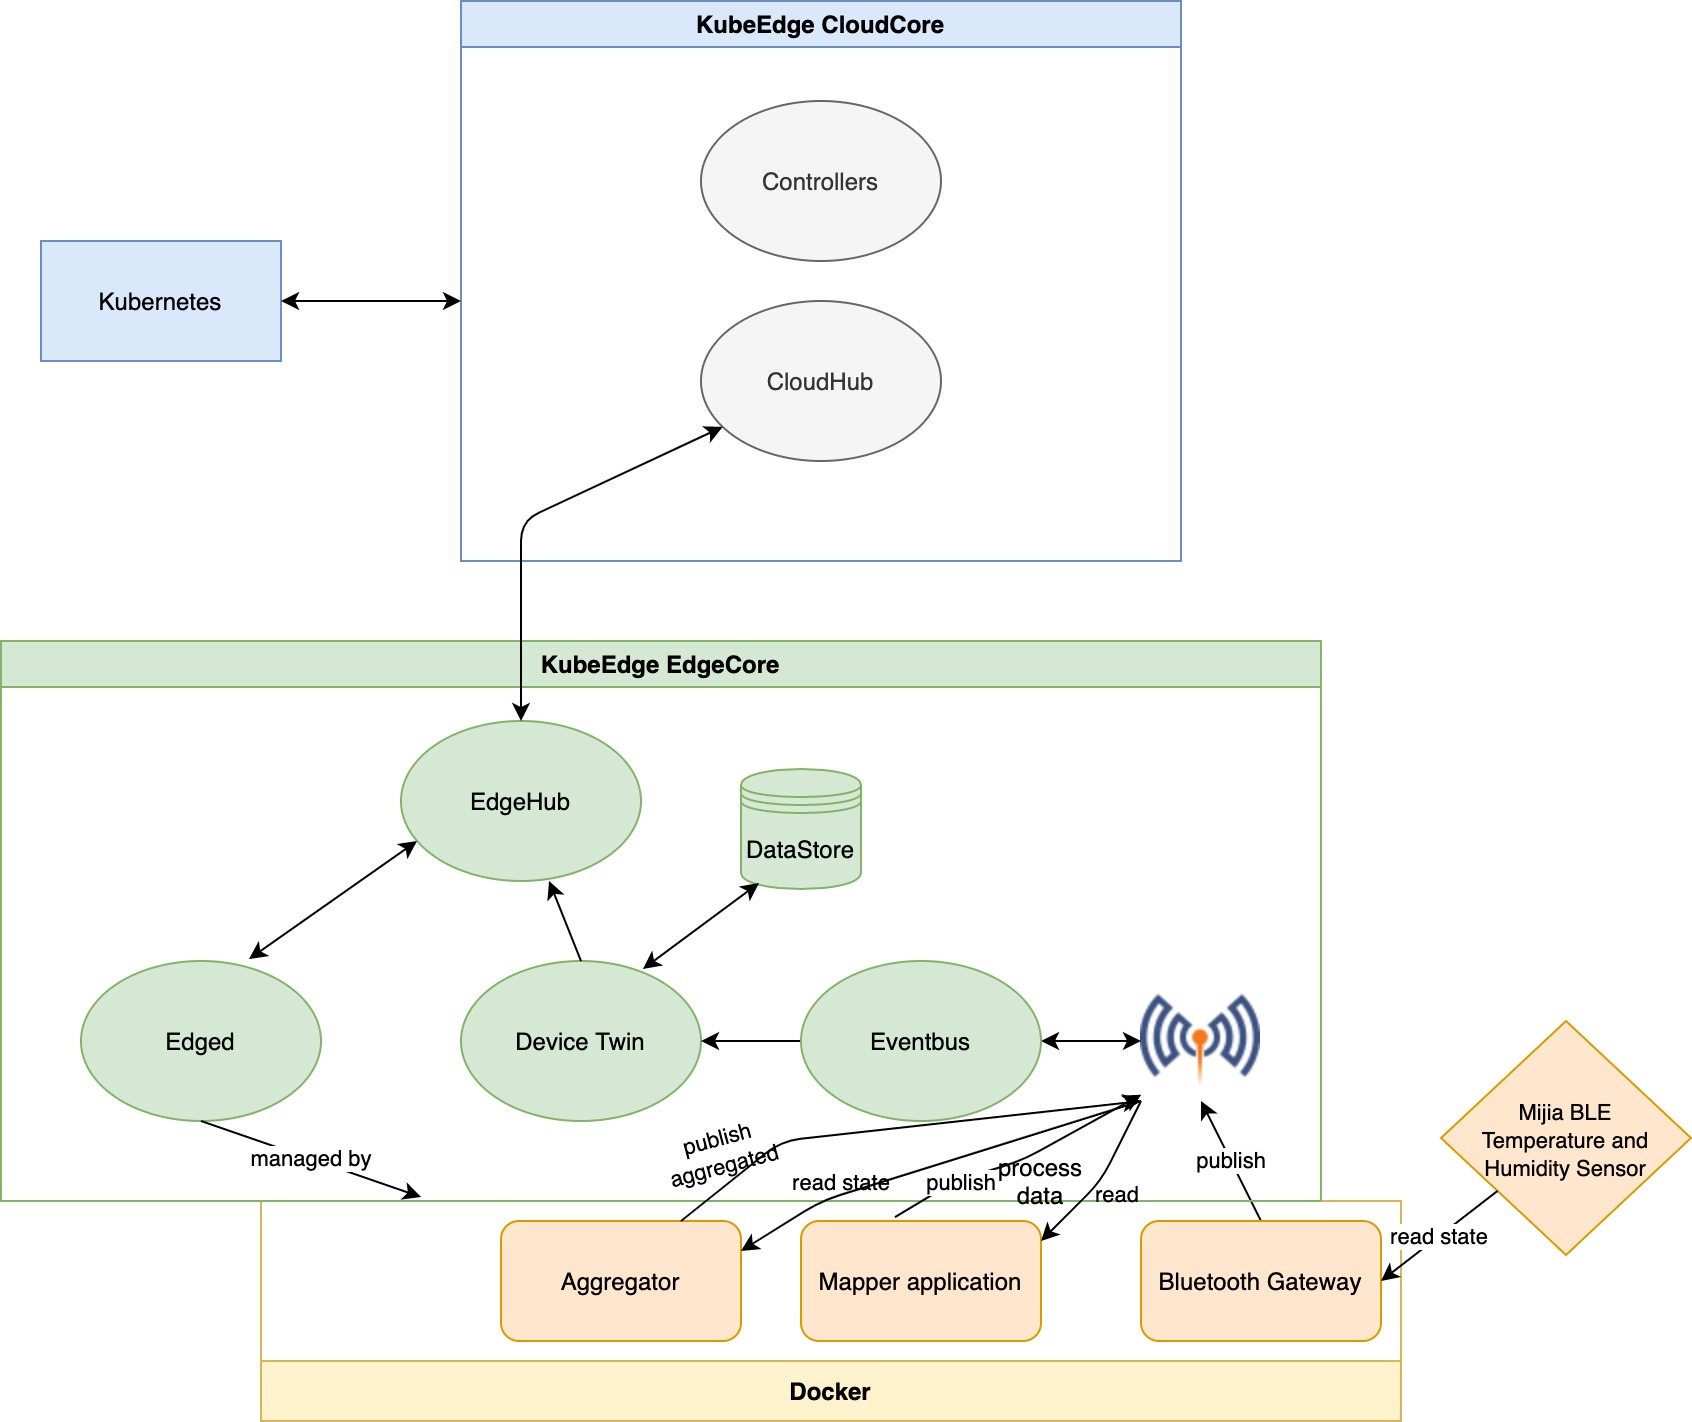 KubeEdge CloudCore
Controllers
Kubernetes
CloudHub
KubeEdge EdgeCore
EdgeHub
DataStore
Edged
Device Twin
Eventbus
Mijia BLE
Temperature and
Humidity Sensor
managed by
publish
aggregated
read state
publish
process
data
read
publish
read state
Aggregator
Mapper application
Bluetooth Gateway
Docker